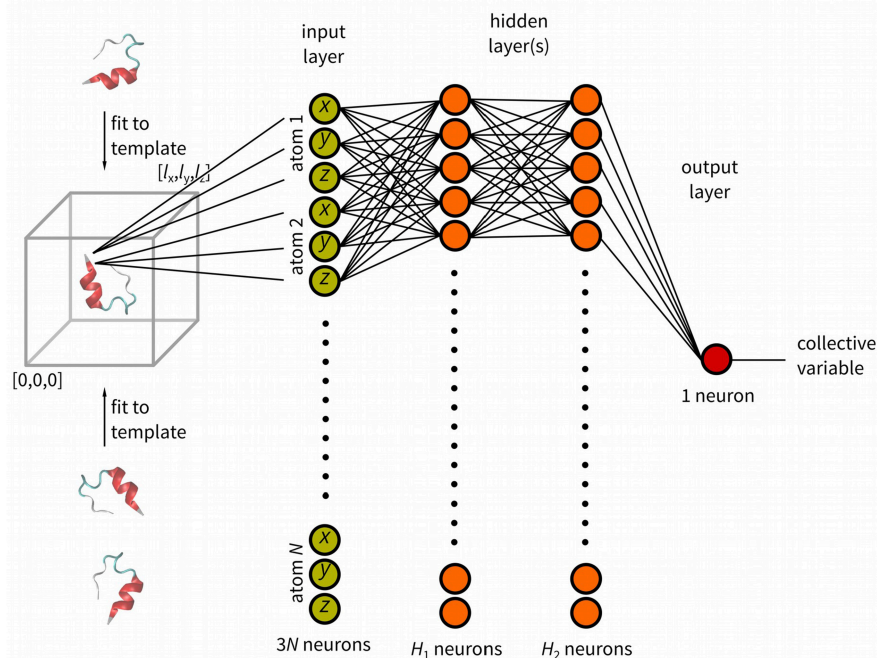 input
layer
hidden
layer(s)
fit to
template
[lx,ly,lz]
atom 1
x
y
z
atom 2
x
y
z
output
layer
[0,0,0]
fit to
template
collective
variable
1 neuron
atom N
x
y
z
3N neurons
H1 neurons
H2 neurons